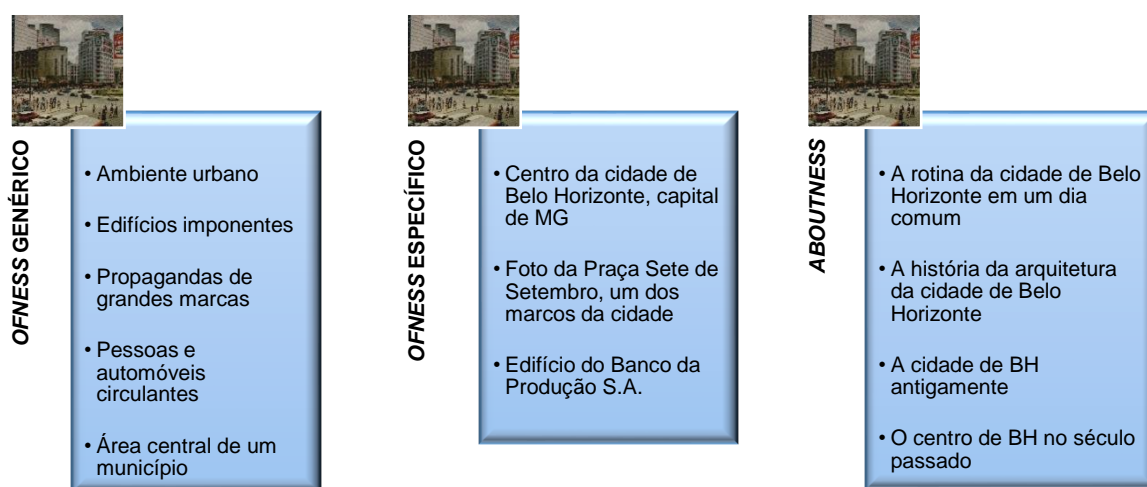 OFNESS GENÉRICO
• Ambiente urbano
• Edifícios imponentes
• Propagandas de
grandes marcas
• Pessoas e
automóveis
circulantes
• Área central de um
município
OFNESS ESPECÍFICO
• Centro da cidade de
Belo Horizonte, capital
de MG
• Foto da Praça Sete de
Setembro, um dos
marcos da cidade
• Edifício do Banco da
Produção S.A.
ABOUTNESS
• A rotina da cidade de Belo
Horizonte em um dia
comum
• A história da arquitetura
da cidade de Belo
Horizonte
• A cidade de BH
antigamente
• O centro de BH no século
passado